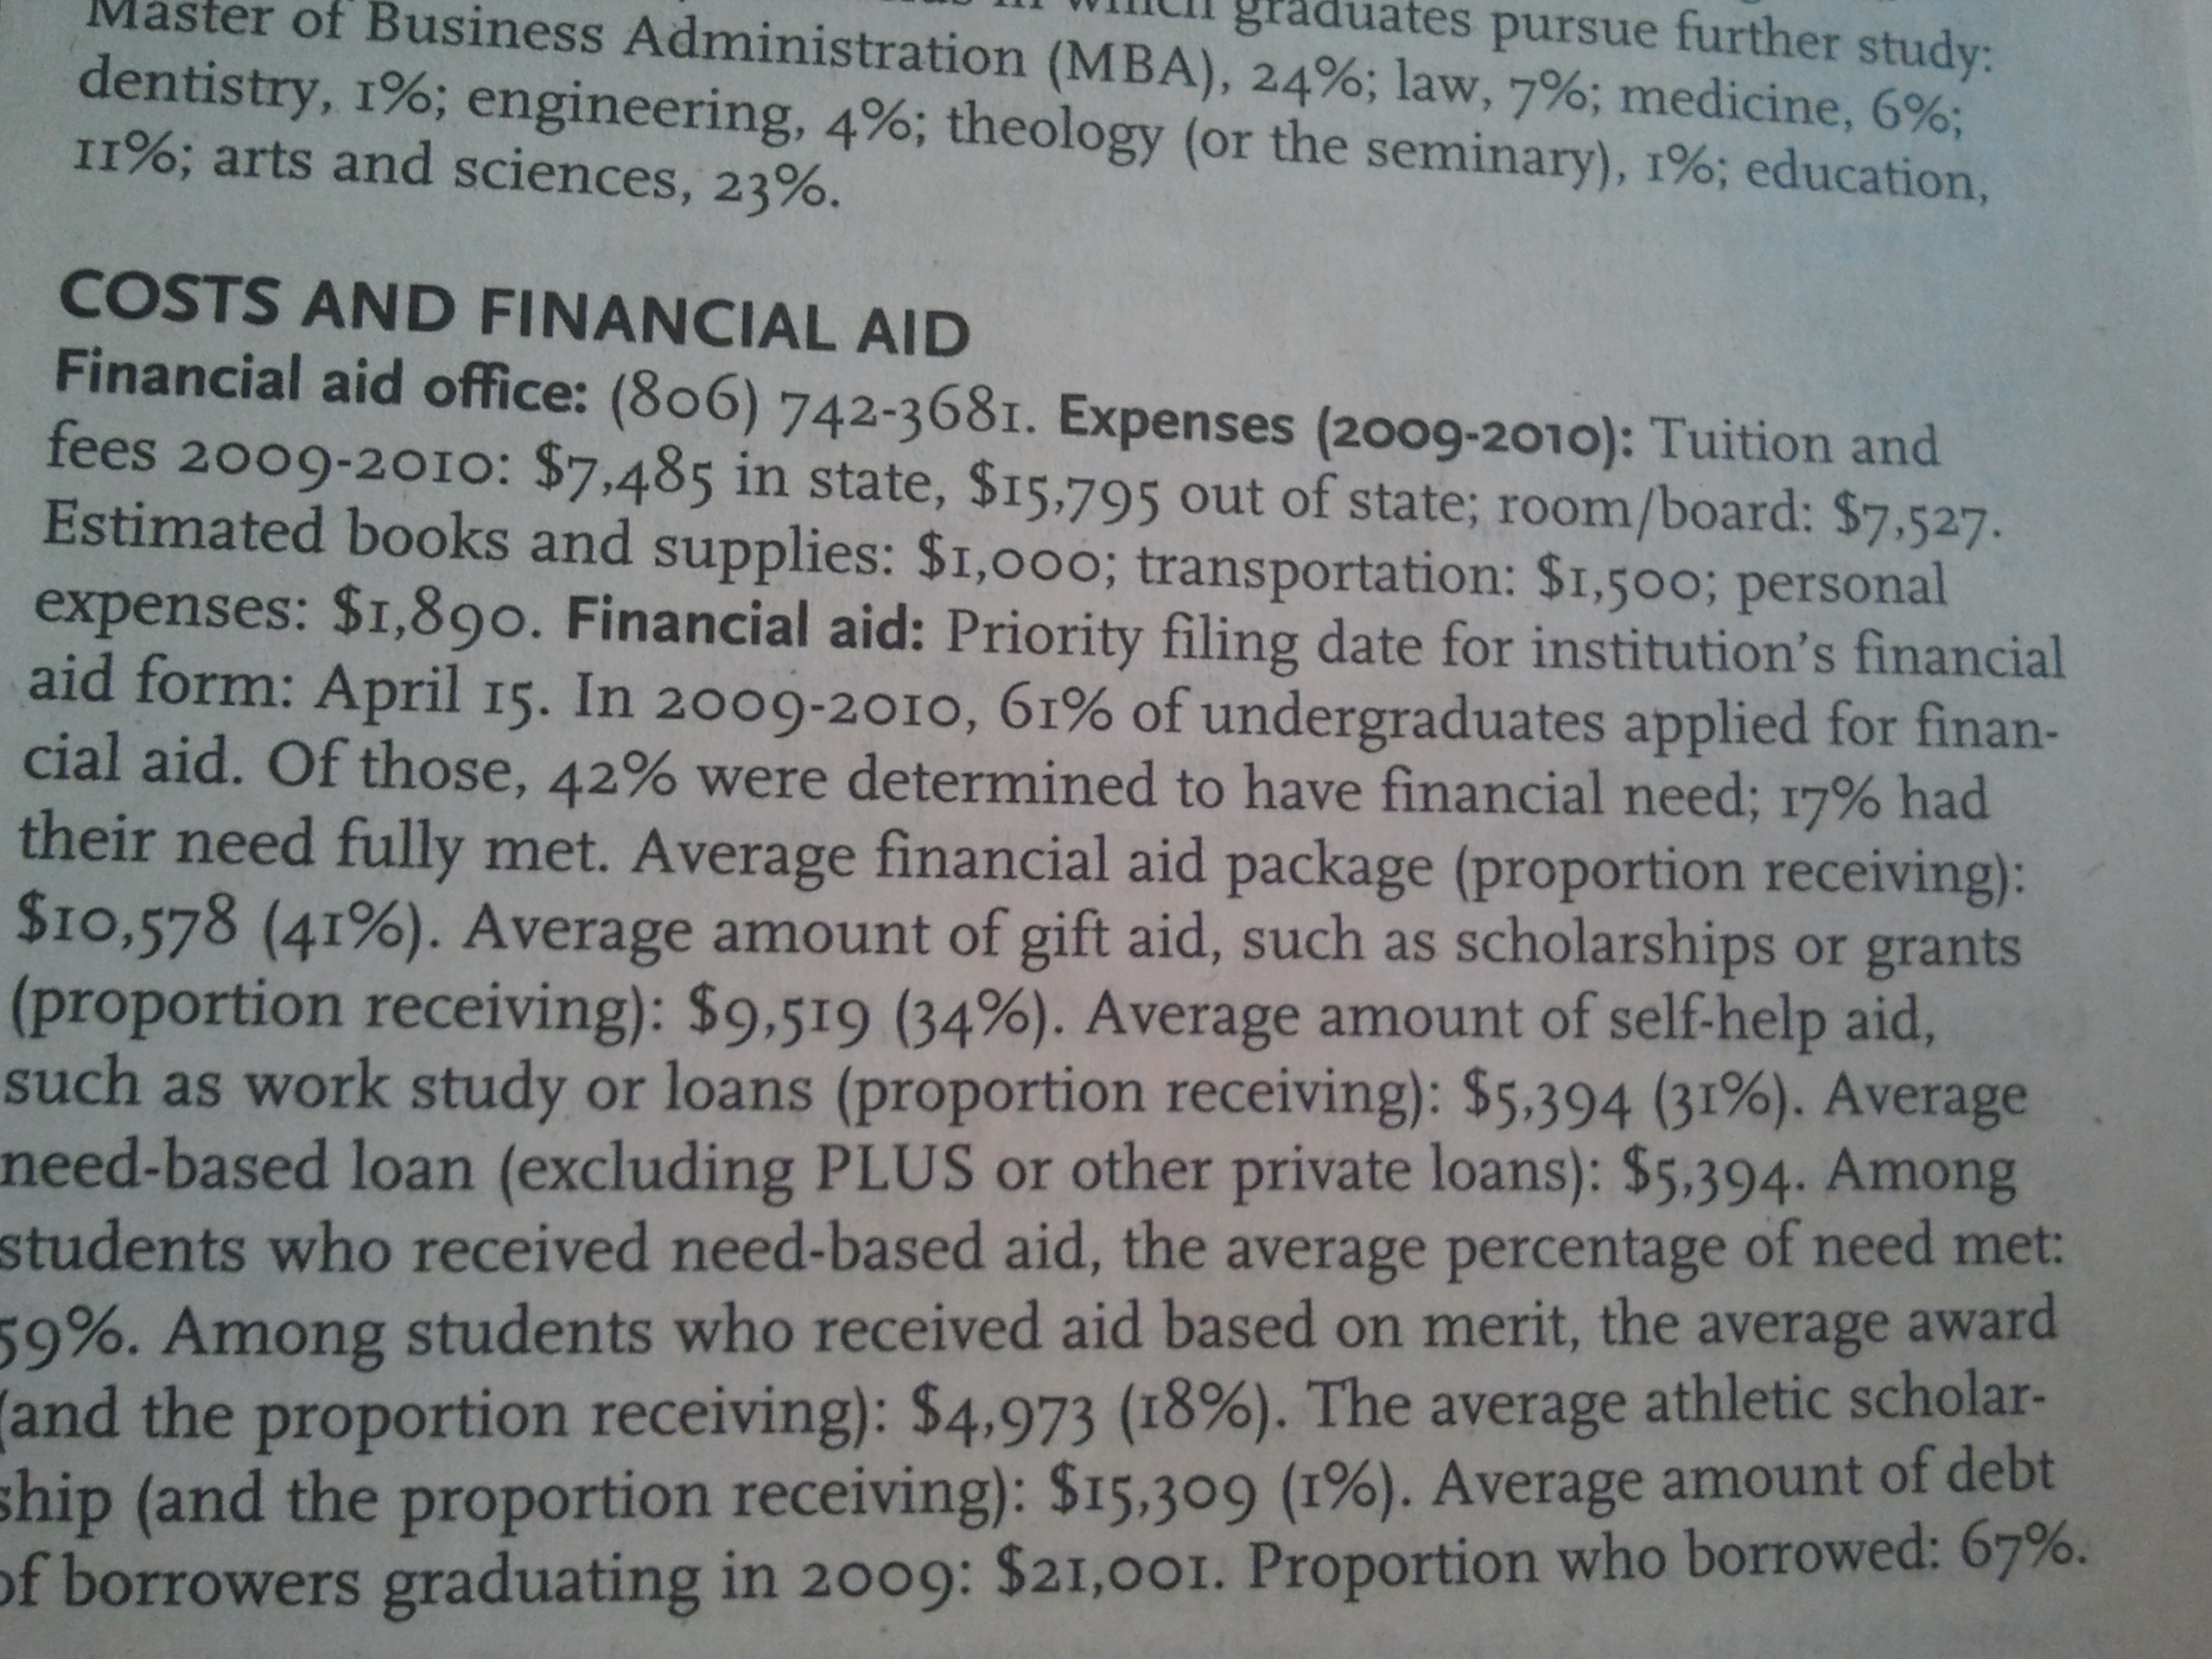 in which graduates pursue further study:
Master of Business Administration (MBA), 24%; law, 7%; medicine, 6%;
dentistry, 1%; engineering, 4%; theology (or the seminary), 1%; education,
11%; arts and sciences, 23%.
COSTS AND FINANCIAL AID
Financial aid office: (806) 742-3681. Expenses (2009-2010): Tuition and
fees 2009-2010: $7,485 in state, $15,795 out of state; room/board: $7,527.
Estimated books and supplies: $1,000; transportation: $1,500; personal
expenses: $1,890. Financial aid: Priority filing date for institution's financial
aid form: April 15. In 2009-2010, 61% of undergraduates applied for finan-
cial aid. Of those, 42% were determined to have financial need; 17% had
their need fully met. Average financial aid package (proportion receiving):
$10,578 (41%). Average amount of gift aid, such as scholarships or grants
(proportion receiving): $9,519 (34%). Average amount of self-help aid,
such as work study or loans (proportion receiving): $5,394 (31%). Average
need-based loan (excluding PLUS or other private loans): $5,394. Among
students who received need-based aid, the average percentage of need met:
59%. Among students who received aid based on merit, the average award
(and the proportion receiving): $4,973 (18%). The average athletic scholar-
ship (and the proportion receiving): $15,309 (1%). Average amount of debt
of borrowers graduating in 2009: $21,001. Proportion who borrowed: 67%.